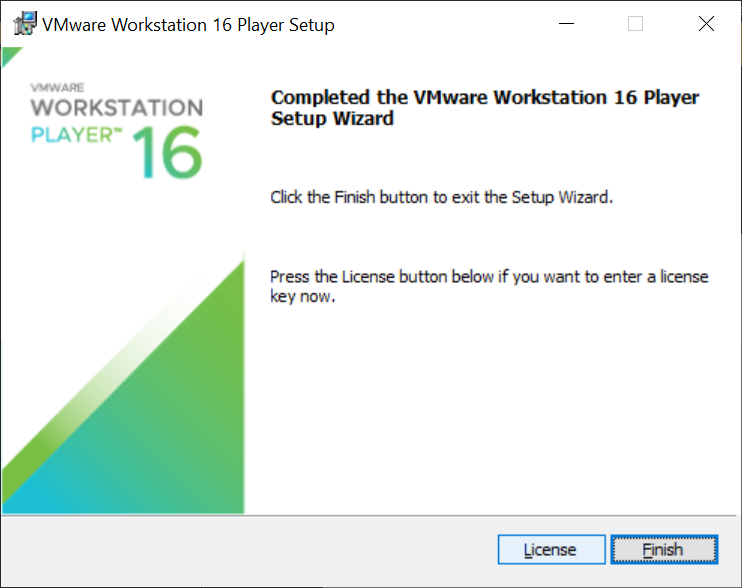 VMware Workstation 16 Player Setup
VMWARE
WORKSTATION
PLAYER™
16
Completed the VMware Workstation 16 Player
Setup Wizard
Click the Finish button to exit the Setup Wizard.
Press the License button below if you want to enter a license
key now.
License
Finish